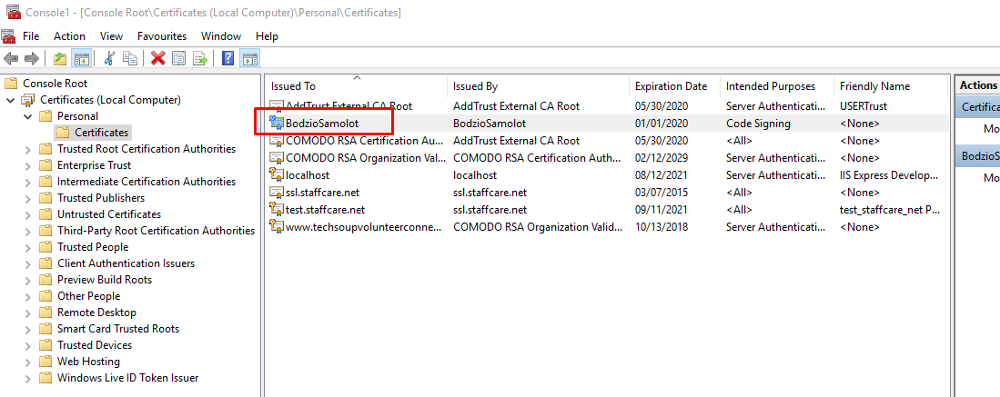 Console1 - [Console Root\Certificates (Local Computer)\Personal\Certificates]
File Action View Favourites Window Help
Console Root
Certificates (Local Computer)
Personal
Certificates
Trusted Root Certification Authorities
Enterprise Trust
Intermediate Certification Authorities
Trusted Publishers
Untrusted Certificates
Third-Party Root Certification Authorities
Trusted People
Client Authentication Issuers
Preview Build Roots
Other People
Remote Desktop
Smart Card Trusted Roots
Trusted Devices
Web Hosting
Windows Live ID Token Issuer
Issued To Issued By Expiration Date Intended Purposes Friendly Name
AddTrust External CA Root AddTrust External CA Root 05/30/2020 Server Authenticati... USERTrust
BodzioSamolot BodzioSamolot 01/01/2020 Code Signing <None>
COMODO RSA Certification Au... AddTrust External CA Root 05/30/2020 <All> <None>
COMODO RSA Organization Val... COMODO RSA Certification Auth... 02/12/2029 Server Authenticati... <None>
localhost localhost 08/12/2021 Server Authenticati... IIS Express Develop...
ssl.staffcare.net ssl.staffcare.net 03/07/2015 <All> <None>
test.staffcare.net ssl.staffcare.net 09/11/2021 <All> test_staffcare_net P...
www.techsoupvolunteerconne... COMODO RSA Organization Valid... 10/13/2018 Server Authenticati... <None>
Actions
Certifica
Mo
BodzioS
Mo